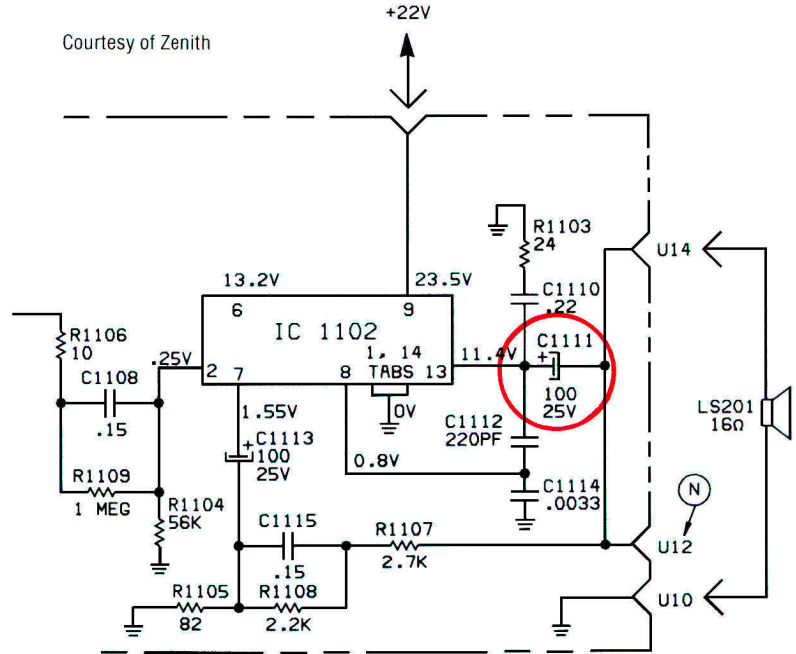 +22V
Courtesy of Zenith
R1103
24
U14
13.2V
23.5V
6
9
C1110
.22
IC 1102
R1106
10
C1111
+
.25V
1, 14
11.4V
2
7
8
TABS
13
C1108
100
25V
.15
1.55V
0V
LS201
16Ω
C1112
220PF
+
C1113
100
25V
0.8V
R1109
1 MEG
R1104
56K
C1114
.0033
N
C1115
R1107
U12
.15
2.7K
R1105
R1108
U10
82
2.2K